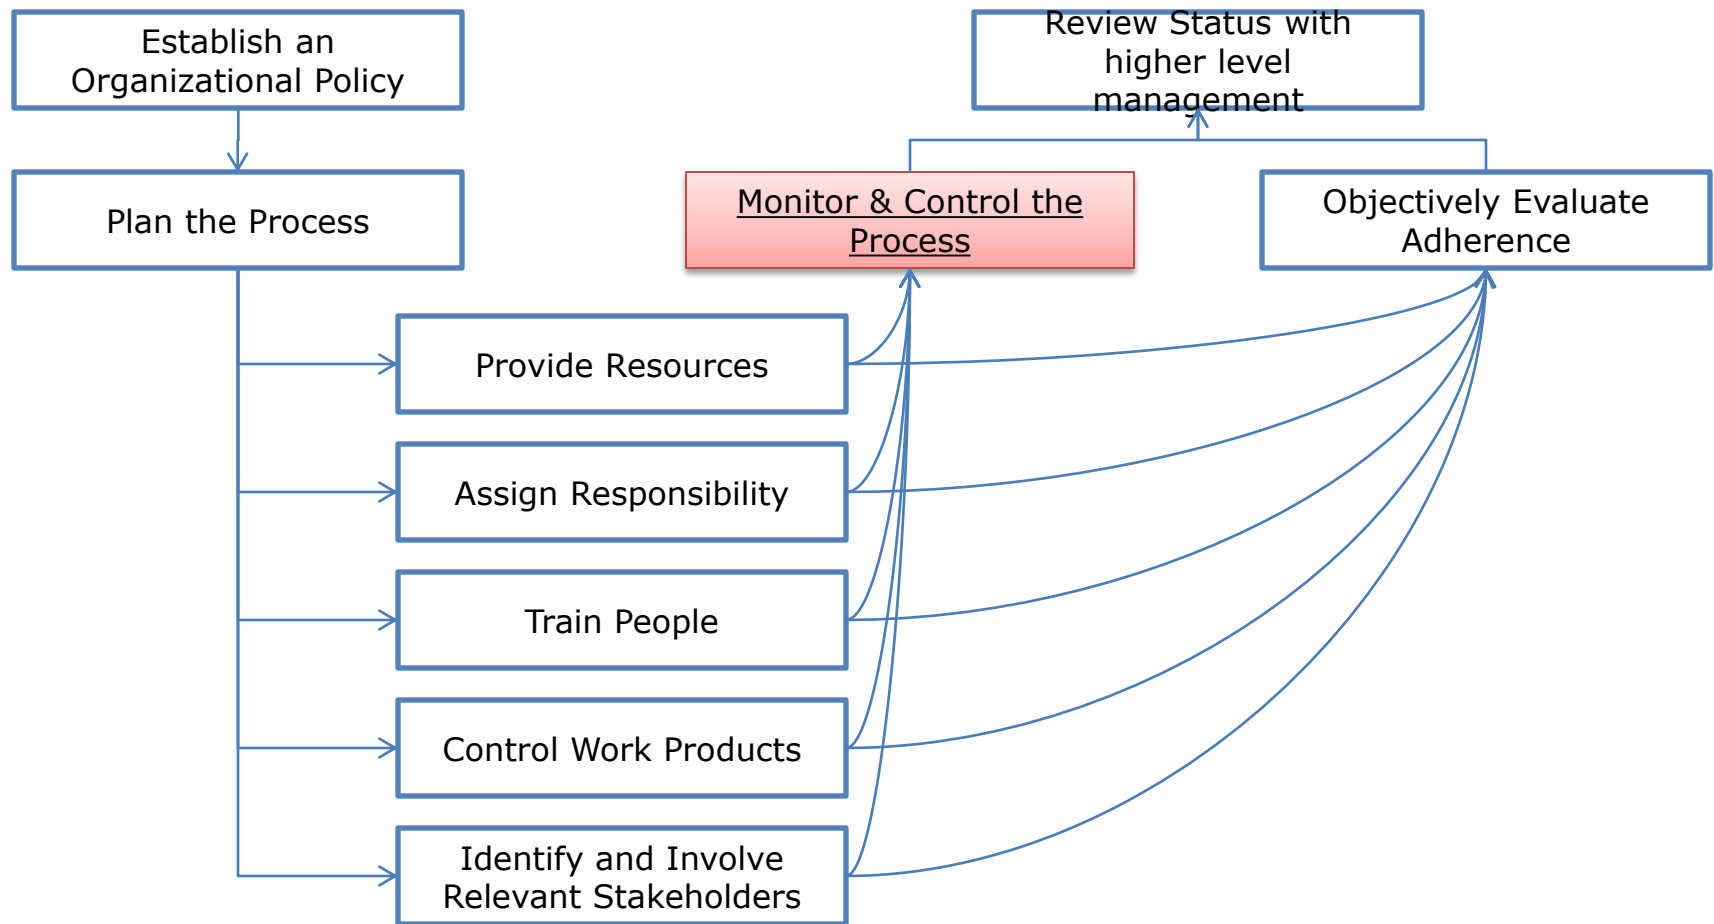 Establish an
Organizational Policy
Review Status with
higher level
management
Plan the Process
Monitor & Control the
Process
Objectively Evaluate
Adherence
Provide Resources
Assign Responsibility
Train People
Control Work Products
Identify and Involve
Relevant Stakeholders